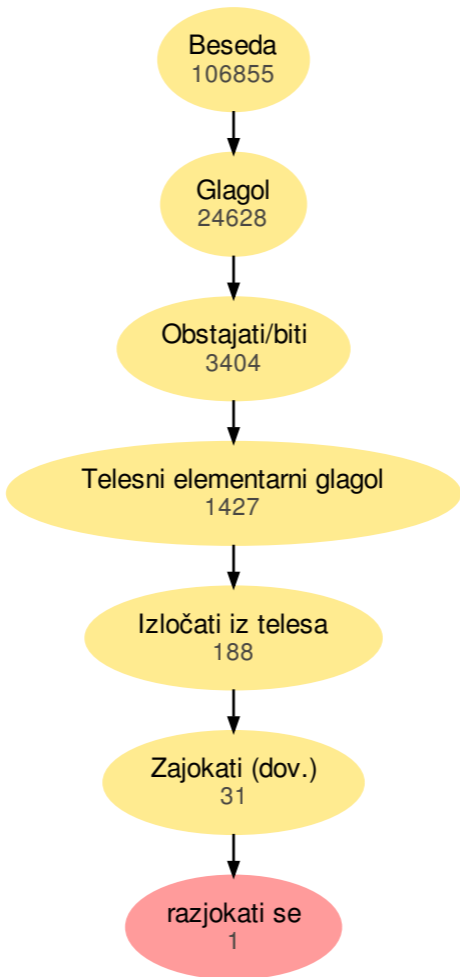 Beseda
106855
Glagol
24628
Obstajati/biti
3404
Telesni elementarni glagol
1427
Izločati iz telesa
188
Zajokati (dov.)
31
razjokati se
1